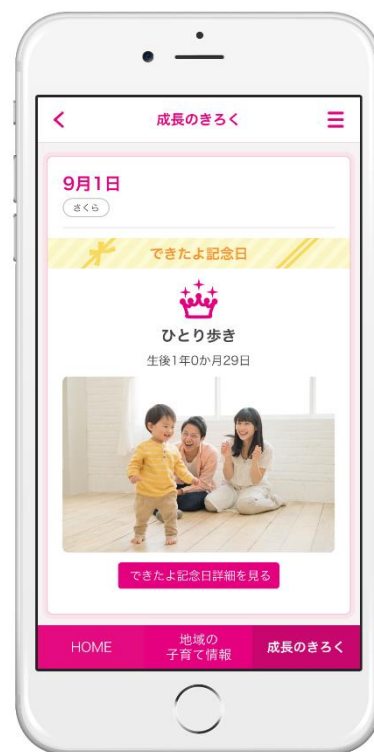 成長のきろく
9月1日
さくら
できたよ記念日
ひとり歩き
生後1年0か月29日
できたよ記念日詳細を見る
HOME
地域の
子育て情報
成長のきろく